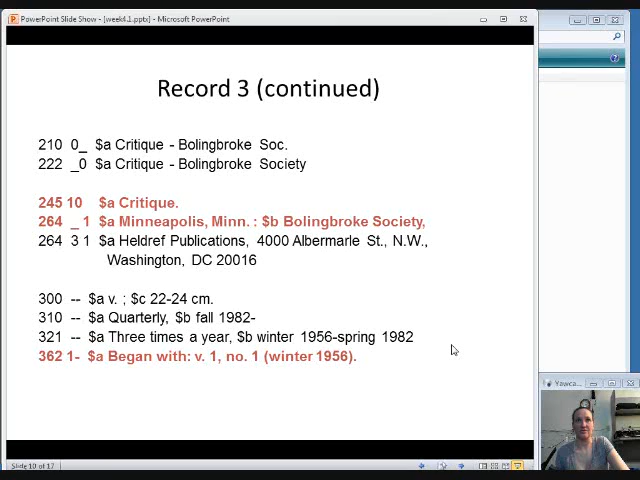 PowerPoint Slide Show - [week4.1.pptx] - Microsoft PowerPoint
Record 3 (continued)
210 0_ $a Critique - Bolingbroke Soc.
222 _0 $a Critique - Bolingbroke Society
245 10 $a Critique.
264 _ 1 $a Minneapolis, Minn. : $b Bolingbroke Society,
264 3 1 $a Heldref Publications, 4000 Albermarle St., N.W.,
Washington, DC 20016
300 -- $a v. ; $c 22-24 cm.
310 -- $a Quarterly, $b fall 1982-
321 -- $a Three times a year, $b winter 1956-spring 1982
362 1- $a Began with: v. 1, no. 1 (winter 1956).
Yawca
Slide 10 of 17